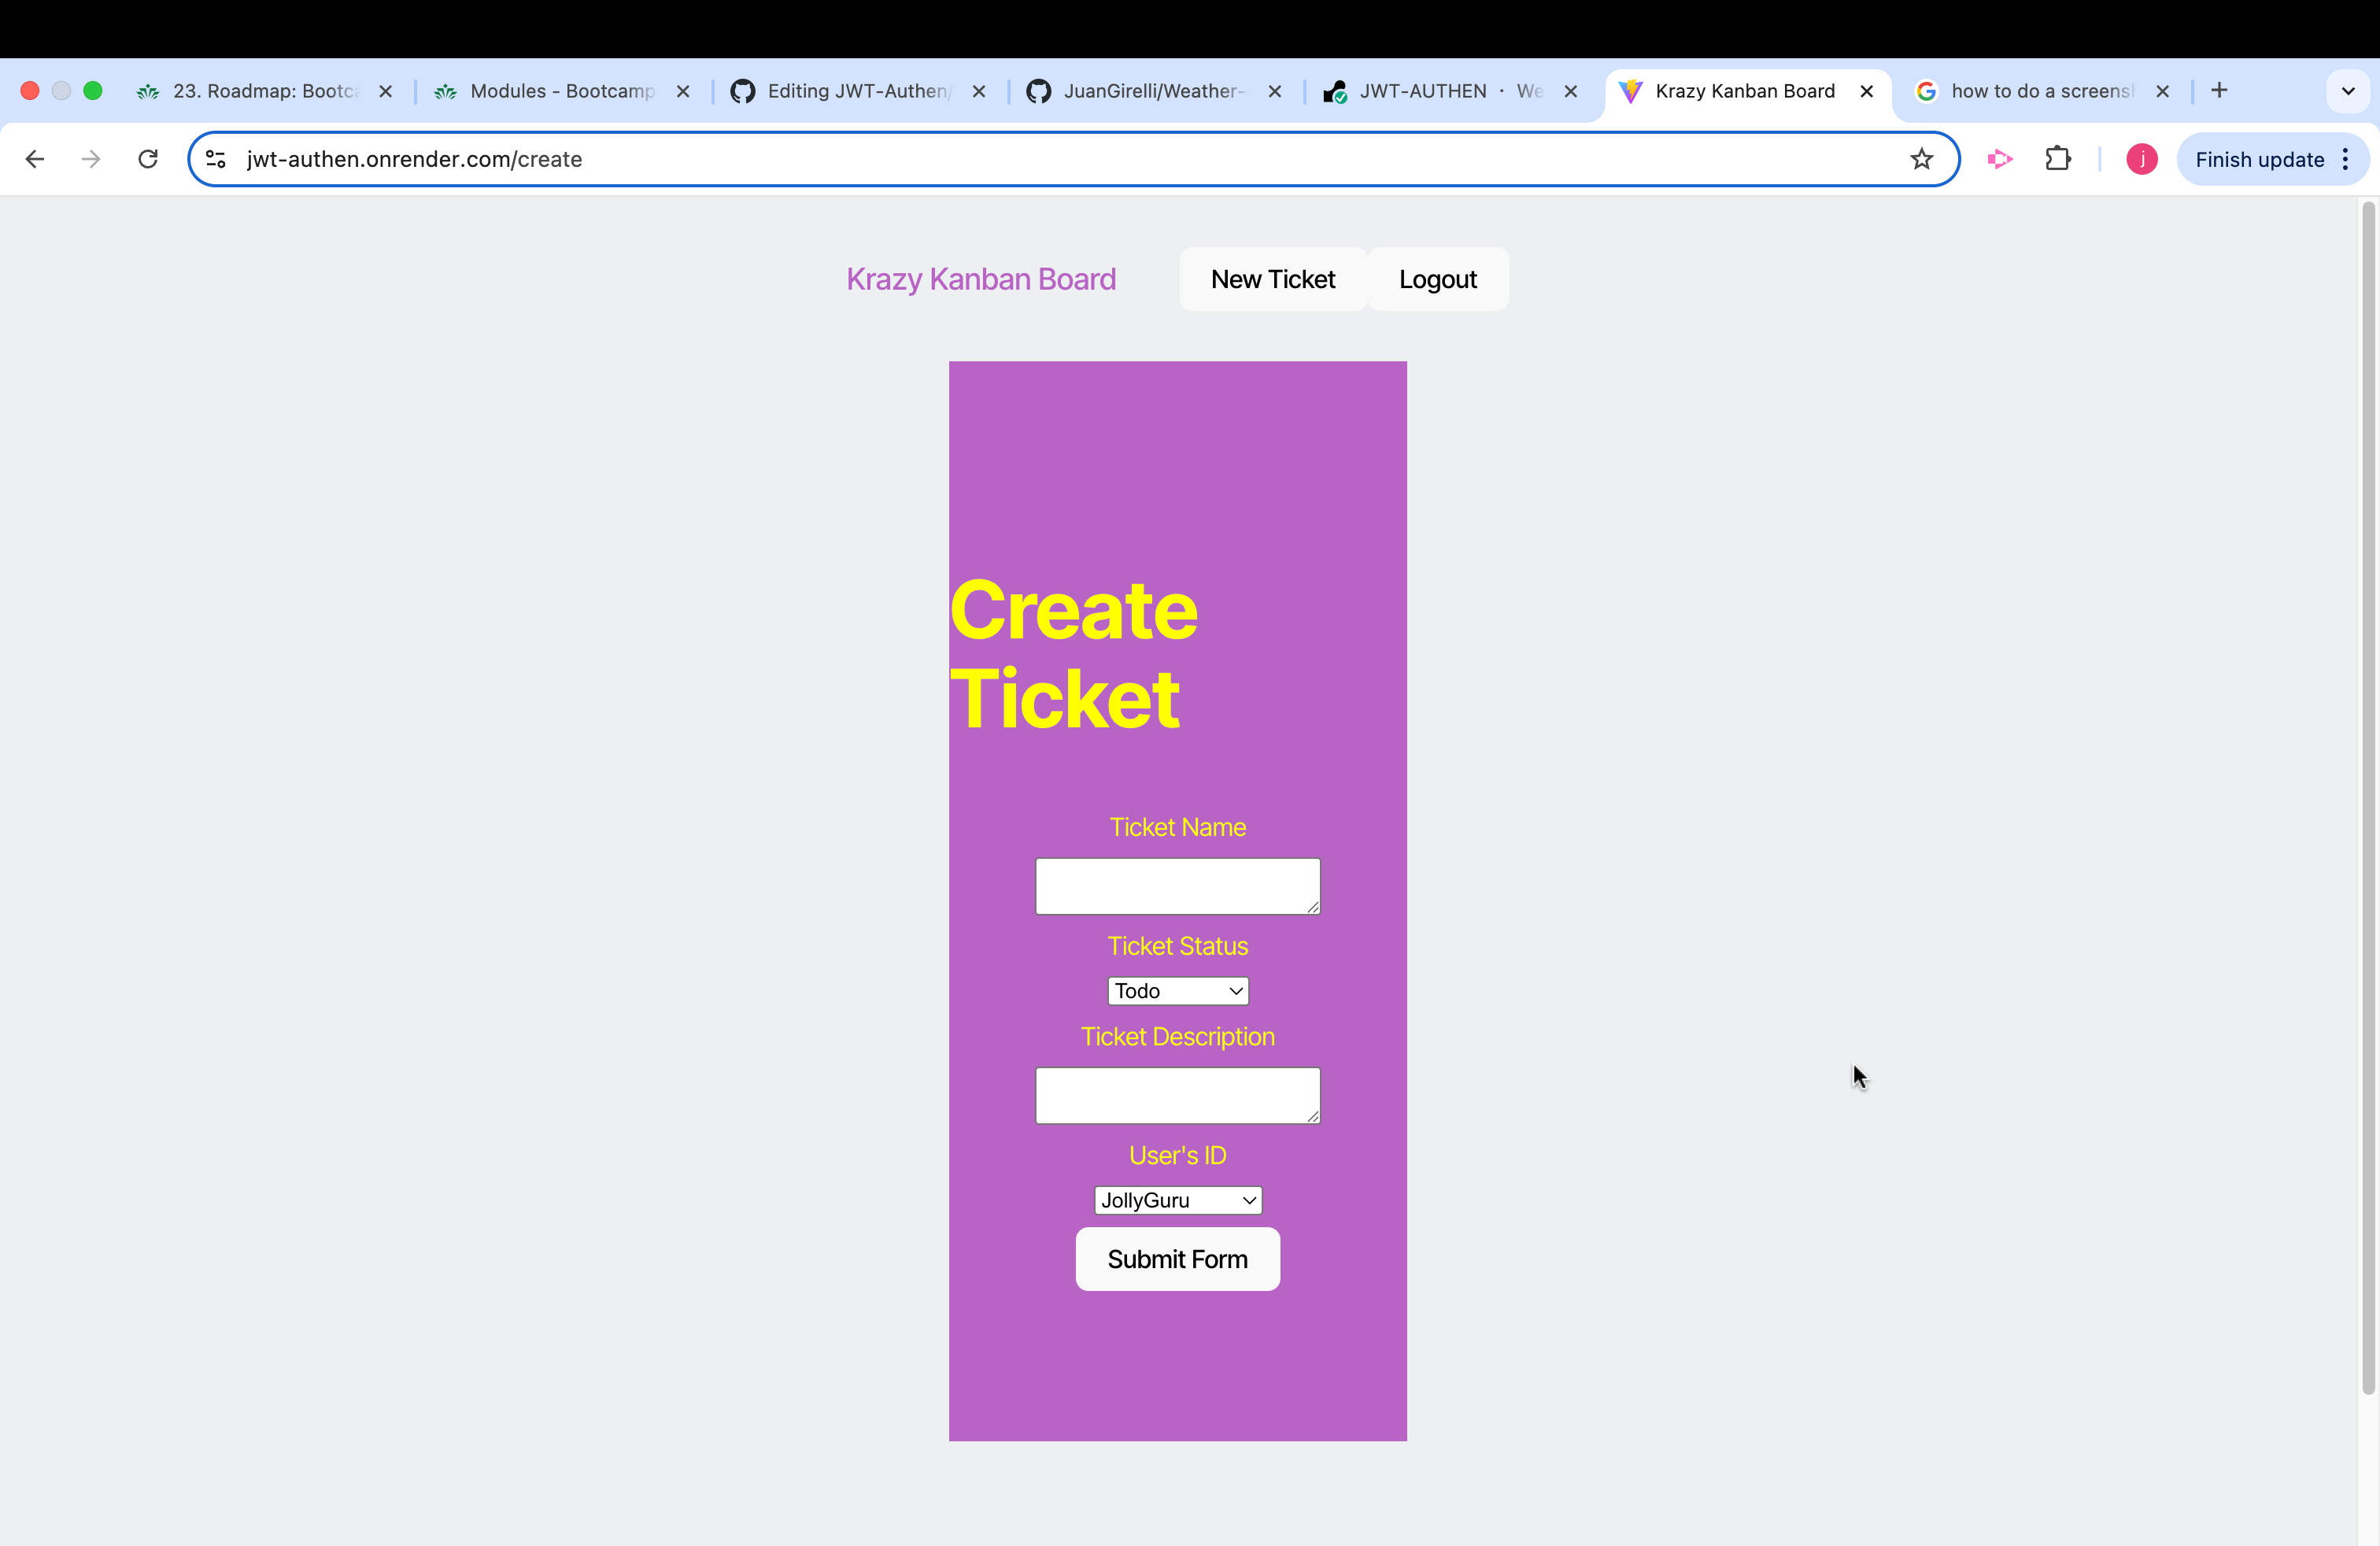 23. Roadmap: Bootc
Modules - Bootcamp
Editing JWT-Authen/
JuanGirelli/Weather-
JWT-AUTHEN · We
Krazy Kanban Board
how to do a screensh
jwt-authen.onrender.com/create
j
Finish update
Krazy Kanban Board
New Ticket
Logout
Create
Ticket
Ticket Name
Ticket Status
Todo
Ticket Description
User's ID
JollyGuru
Submit Form